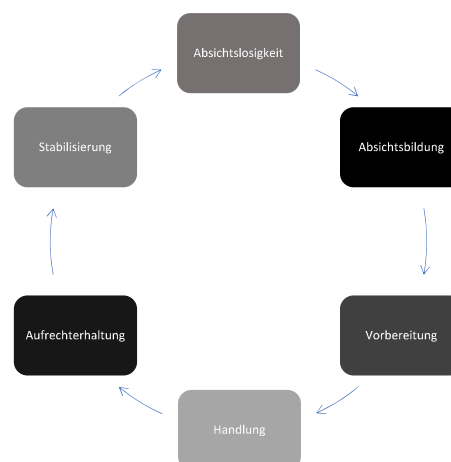 Absichtslosigkeit
Absichtsbildung
Vorbereitung
Handlung
Aufrechterhaltung
Stabilisierung